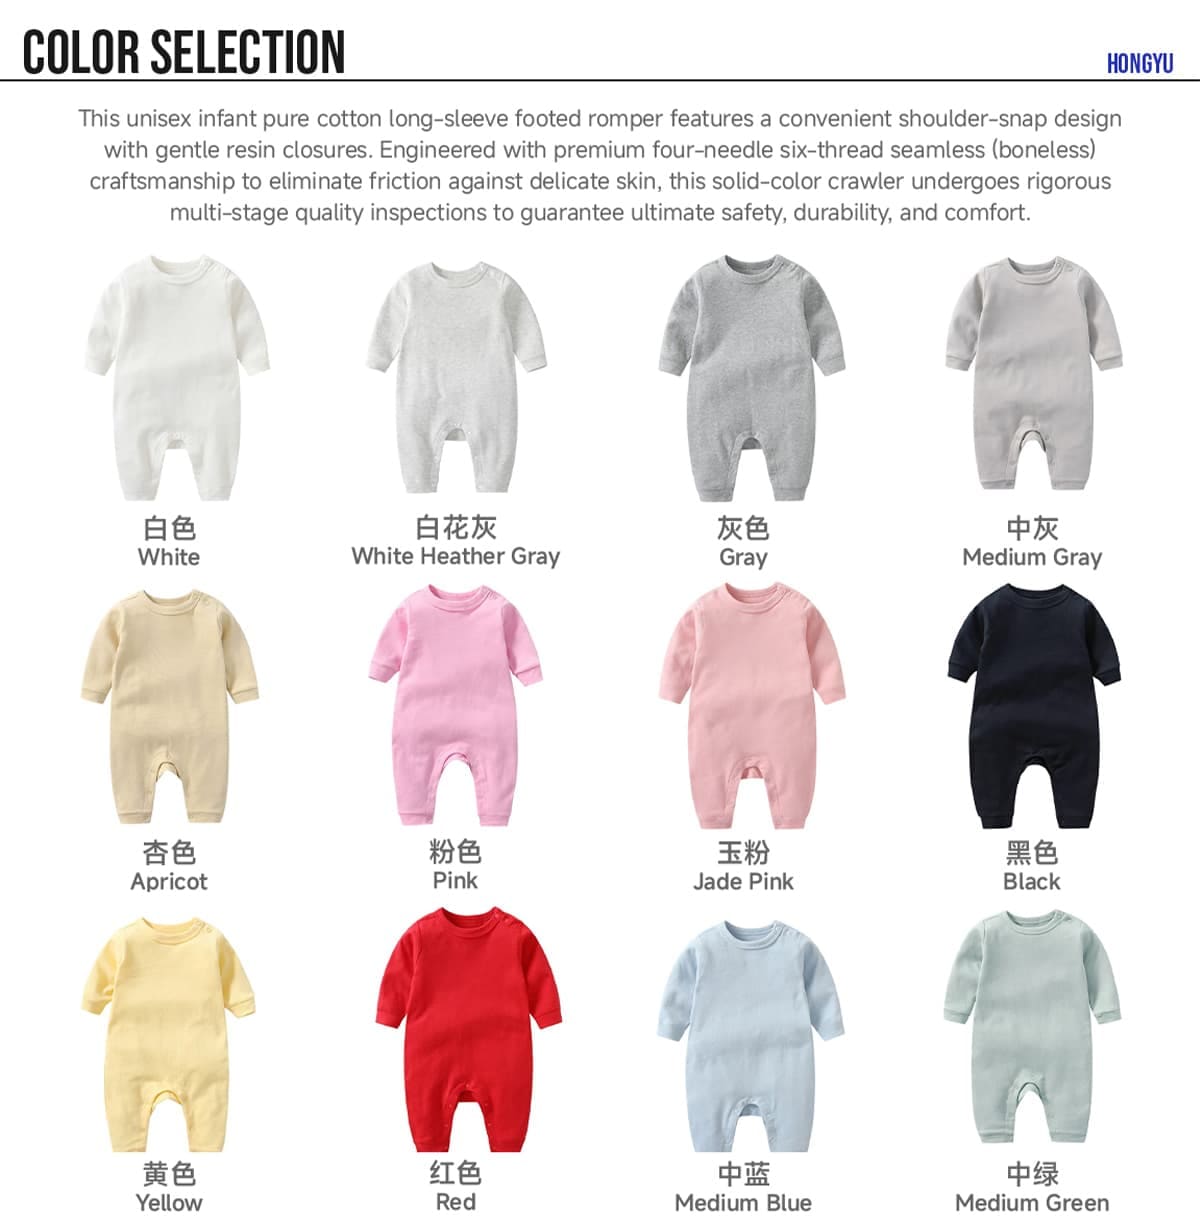 COLOR SELECTION
HONGYU
This unisex infant pure cotton long-sleeve footed romper features a convenient shoulder-snap design
with gentle resin closures. Engineered with premium four-needle six-thread seamless (boneless)
craftsmanship to eliminate friction against delicate skin, this solid-color crawler undergoes rigorous
multi-stage quality inspections to guarantee ultimate safety, durability, and comfort.
白色
White
白花灰
White Heather Gray
灰色
Gray
中灰
Medium Gray
杏色
Apricot
粉色
Pink
玉粉
Jade Pink
黑色
Black
黄色
Yellow
红色
Red
中蓝
Medium Blue
中绿
Medium Green